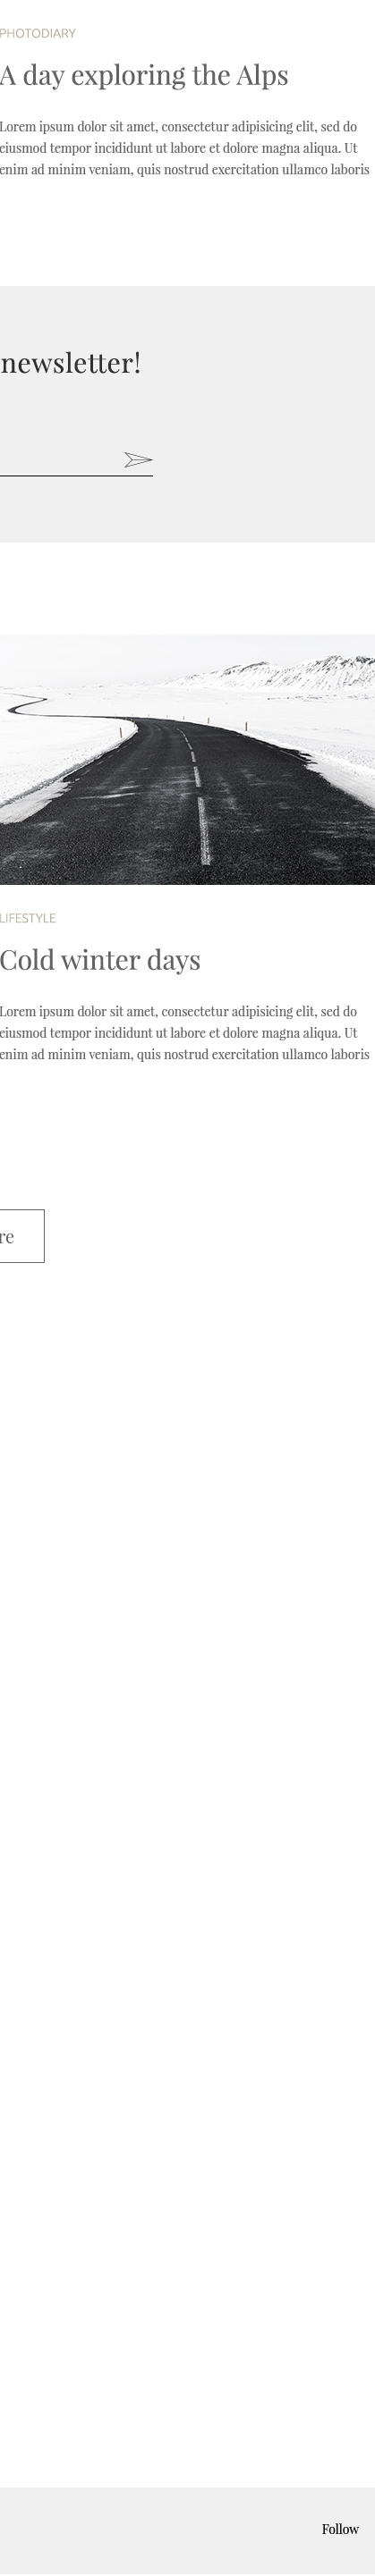 PHOTODIARY
A day exploring the Alps
Lorem ipsum dolor sit amet, consectetur adipisicing elit, sed do
eiusmod tempor incididunt ut labore et dolore magna aliqua. Ut
enim ad minim veniam, quis nostrud exercitation ullamco laboris
newsletter!
LIFESTYLE
Cold winter days
Lorem ipsum dolor sit amet, consectetur adipisicing elit, sed do
eiusmod tempor incididunt ut labore et dolore magna aliqua. Ut
enim ad minim veniam, quis nostrud exercitation ullamco laboris
re
Follow